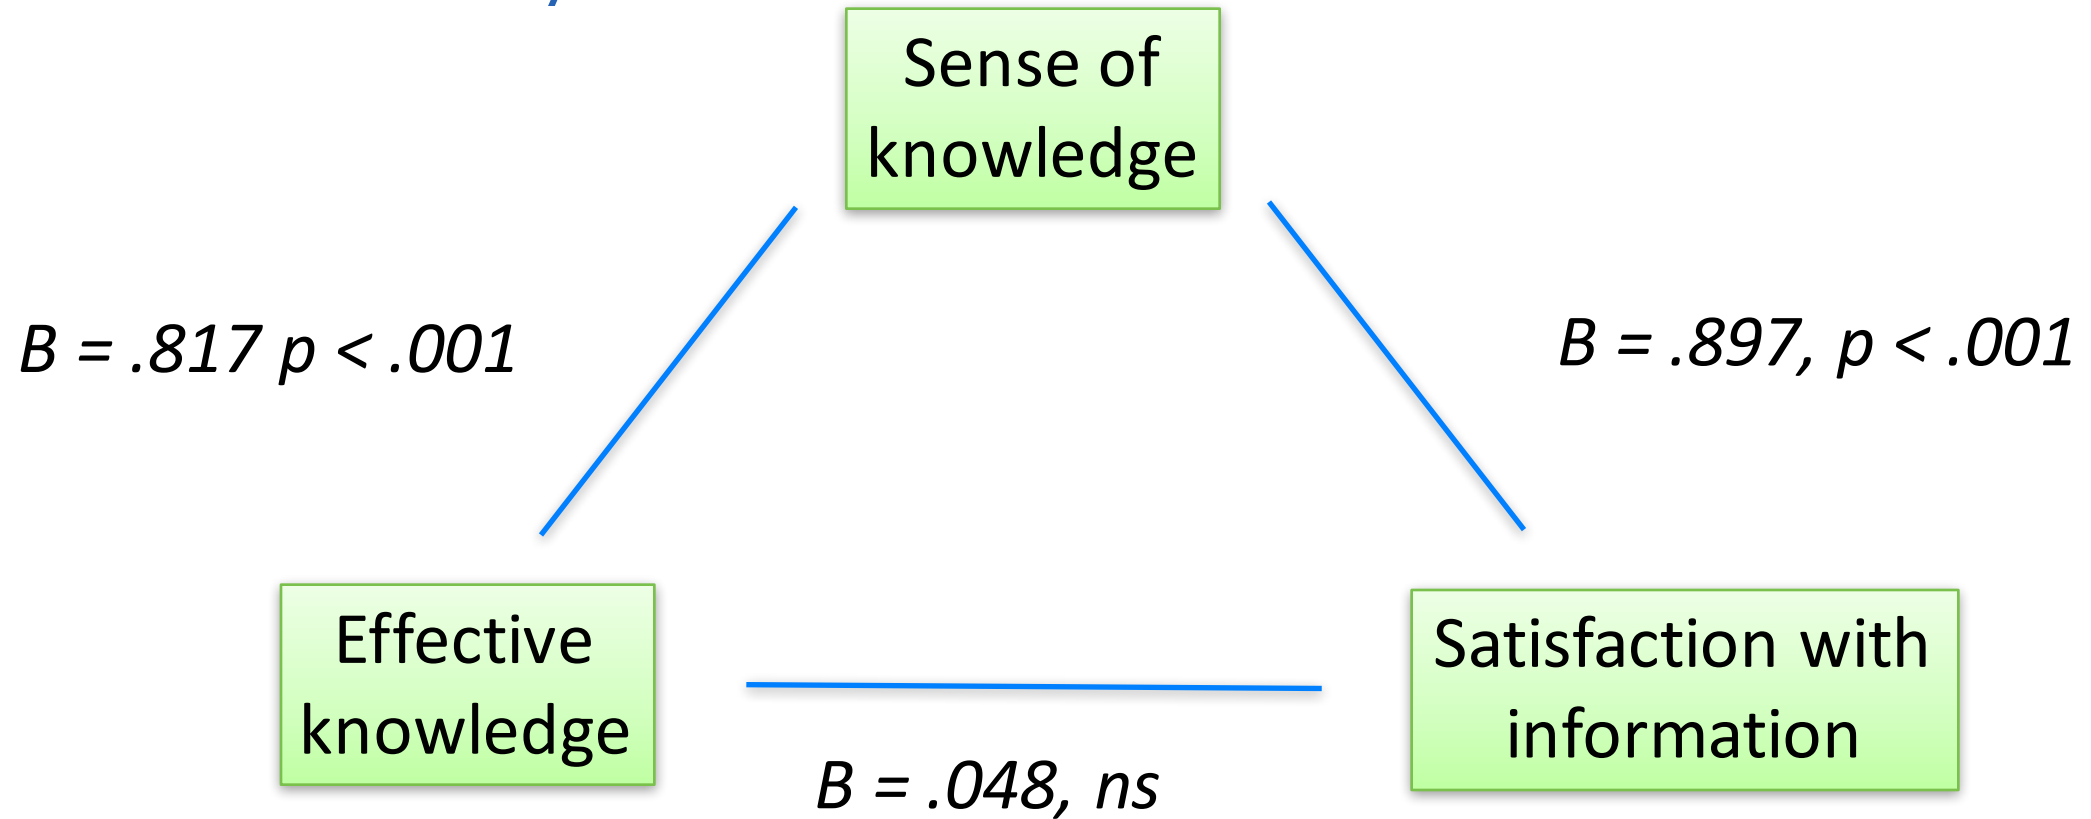 Sense of
knowledge
B = .817 p < .001
B = .897, p < .001
Effective
knowledge
Satisfaction with
information
B = .048, ns